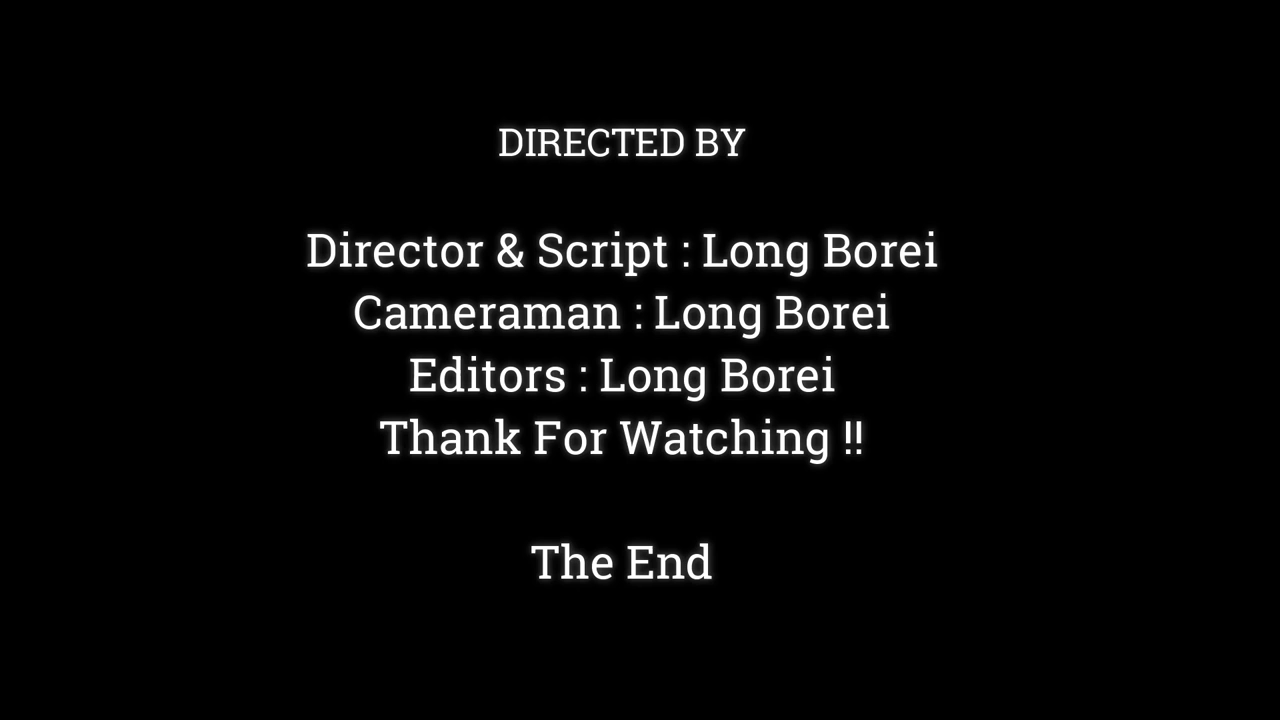 DIRECTED BY
Director & Script : Long Borei
Cameraman : Long Borei
Editors : Long Borei
Thank For Watching !!
The End